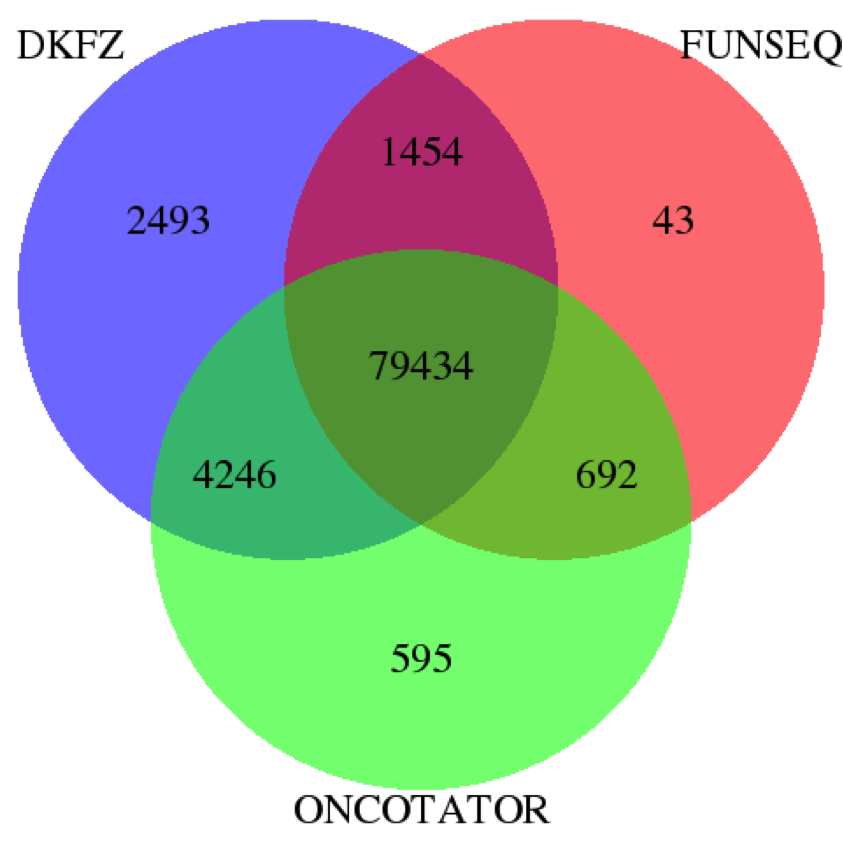 DKFZ
FUNSEQ
1454
2493
43
79434
4246
692
595
ONCOTATOR